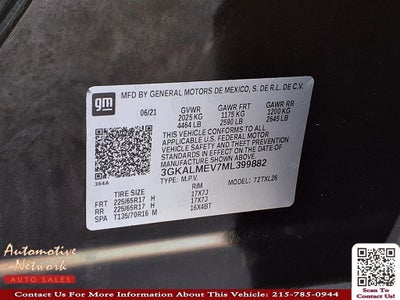 gm
MFD BY GENERAL MOTORS DE MEXICO, S. DE R.L. DE C.V.
06/21 GVWR GAWR FRT GAWR RR
2025 KG 1175 KG 1200 KG
4464 LB 2590 LB 2645 LB
THIS VEHICLE CONFORMS TO ALL
APPLICABLE U.S. FEDERAL MOTOR
VEHICLE SAFETY AND THEFT PREVENTION
STANDARDS IN EFFECT ON THE DATE OF
MANUFACTURE SHOWN ABOVE.
3GKALMEV7ML399882
TYPE: M.P.V. MODEL: 72TXL26
384A
TIRE SIZE RIM
FRT 225/65R17 H 17X7J
RR 225/65R17 H 17X7J
SPA T135/70R16 M 16X4BT
Automotive
Network
AUTO SALES
Scan To
Contact Us!
Contact Us For More Information About This Vehicle: 215-785-0944